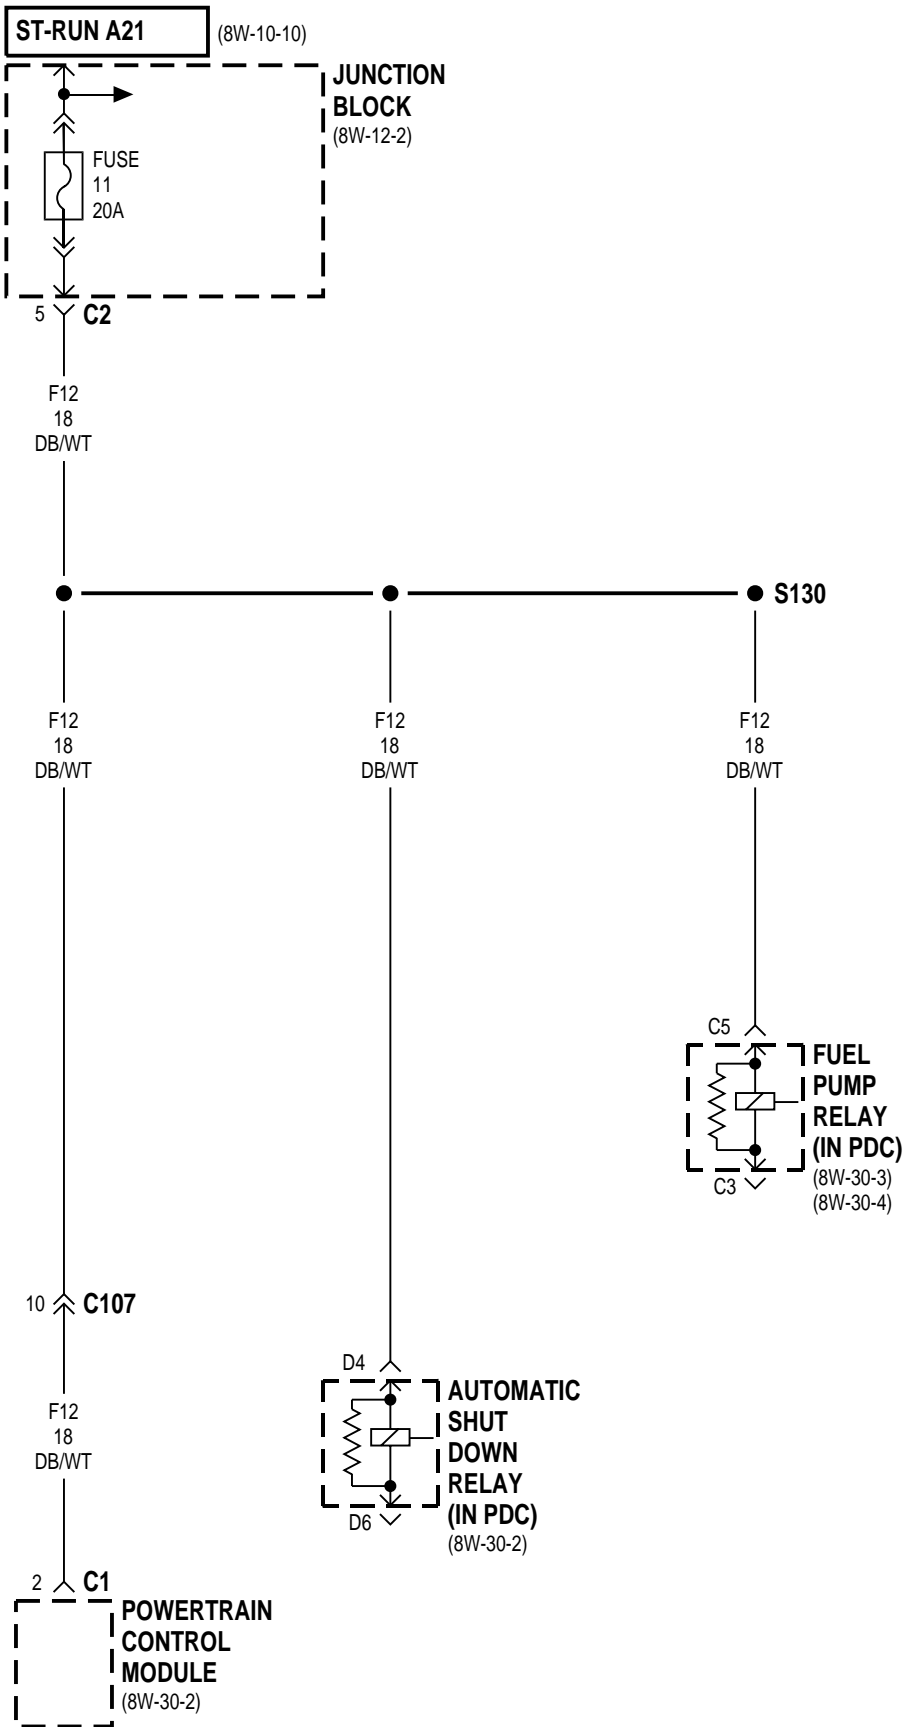 ST-RUN A21
(8W-10-10)
JUNCTION
BLOCK
(8W-12-2)
FUSE
11
20A
5
C2
F12
18
DB/WT
S130
F12
18
DB/WT
F12
18
DB/WT
F12
18
DB/WT
C5
FUEL
PUMP
RELAY
(IN PDC)
(8W-30-3)
(8W-30-4)
C3
10
C107
D4
AUTOMATIC
SHUT
DOWN
RELAY
(IN PDC)
(8W-30-2)
D6
F12
18
DB/WT
2
C1
POWERTRAIN
CONTROL
MODULE
(8W-30-2)